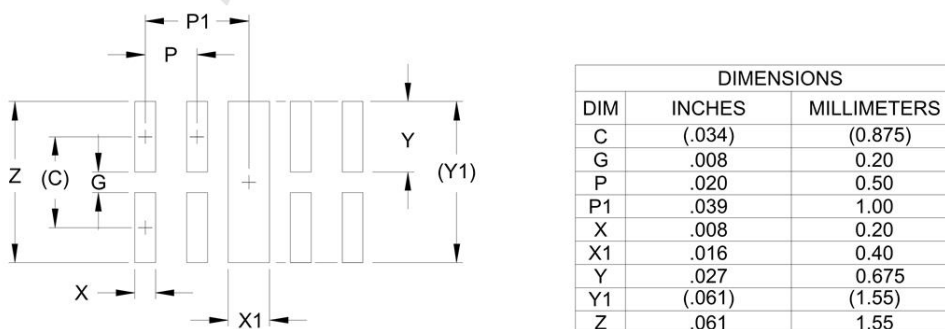 P1
P
Z
(C)
G
Y
(Y1)
X
X1
DIMENSIONS
DIM INCHES MILLIMETERS
C (.034) (0.875)
G .008 0.20
P .020 0.50
P1 .039 1.00
X .008 0.20
X1 .016 0.40
Y .027 0.675
Y1 (.061) (1.55)
Z .061 1.55